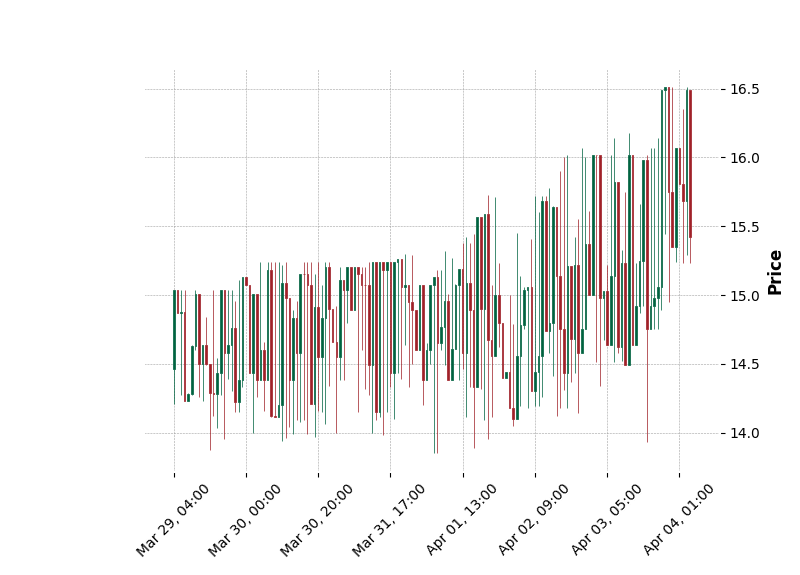 16.5
16.0
15.5
15.0
14.5
14.0
Price
Mar 29, 04:00
Mar 30, 00:00
Mar 30, 20:00
Mar 31, 17:00
Apr 01, 13:00
Apr 02, 09:00
Apr 03, 05:00
Apr 04, 01:00